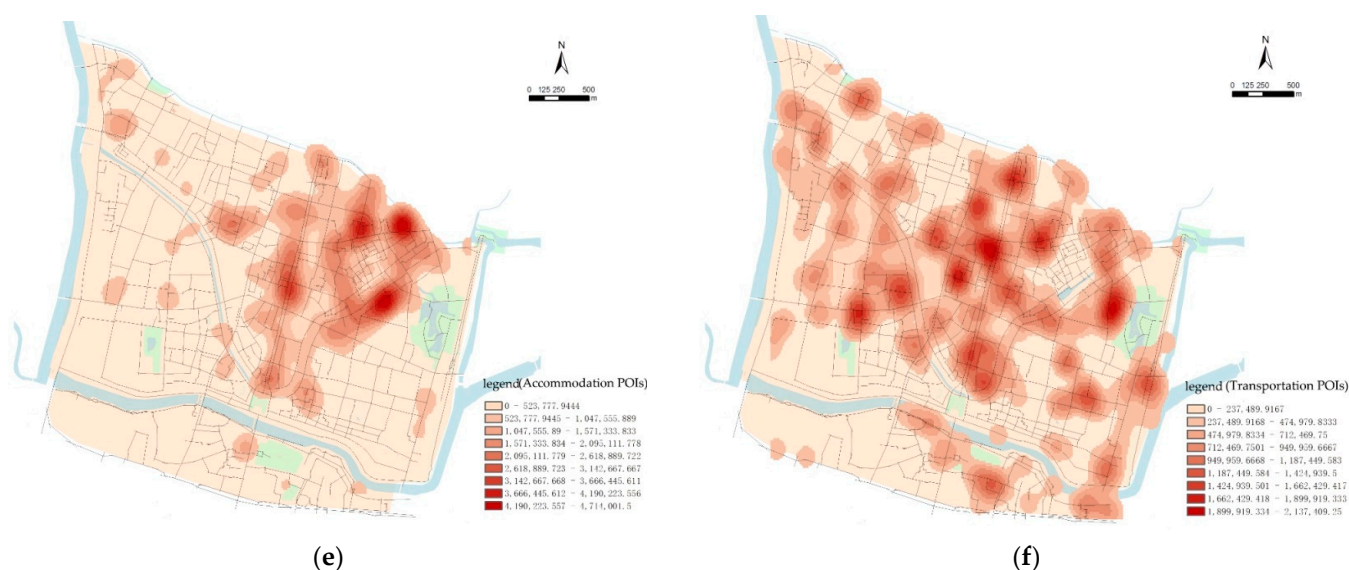 N
0 125 250 500
m
legend(Accommodation POIs)
0 - 523,777.9444
523,777.9445 - 1,047,555.889
1,047,555.89 - 1,571,333.833
1,571,333.834 - 2,095,111.778
2,095,111.779 - 2,618,889.722
2,618,889.723 - 3,142,667.667
3,142,667.668 - 3,666,445.611
3,666,445.612 - 4,190,223.556
4,190,223.557 - 4,714,001.5
(e)
N
0 125 250 500
m
legend (Transportation POIs)
0 - 237,489.9167
237,489.9168 - 474,979.8333
474,979.8334 - 712,469.75
712,469.7501 - 949,959.6667
949,959.6668 - 1,187,449.583
1,187,449.584 - 1,424,939.5
1,424,939.501 - 1,662,429.417
1,662,429.418 - 1,899,919.333
1,899,919.334 - 2,137,409.25
(f)